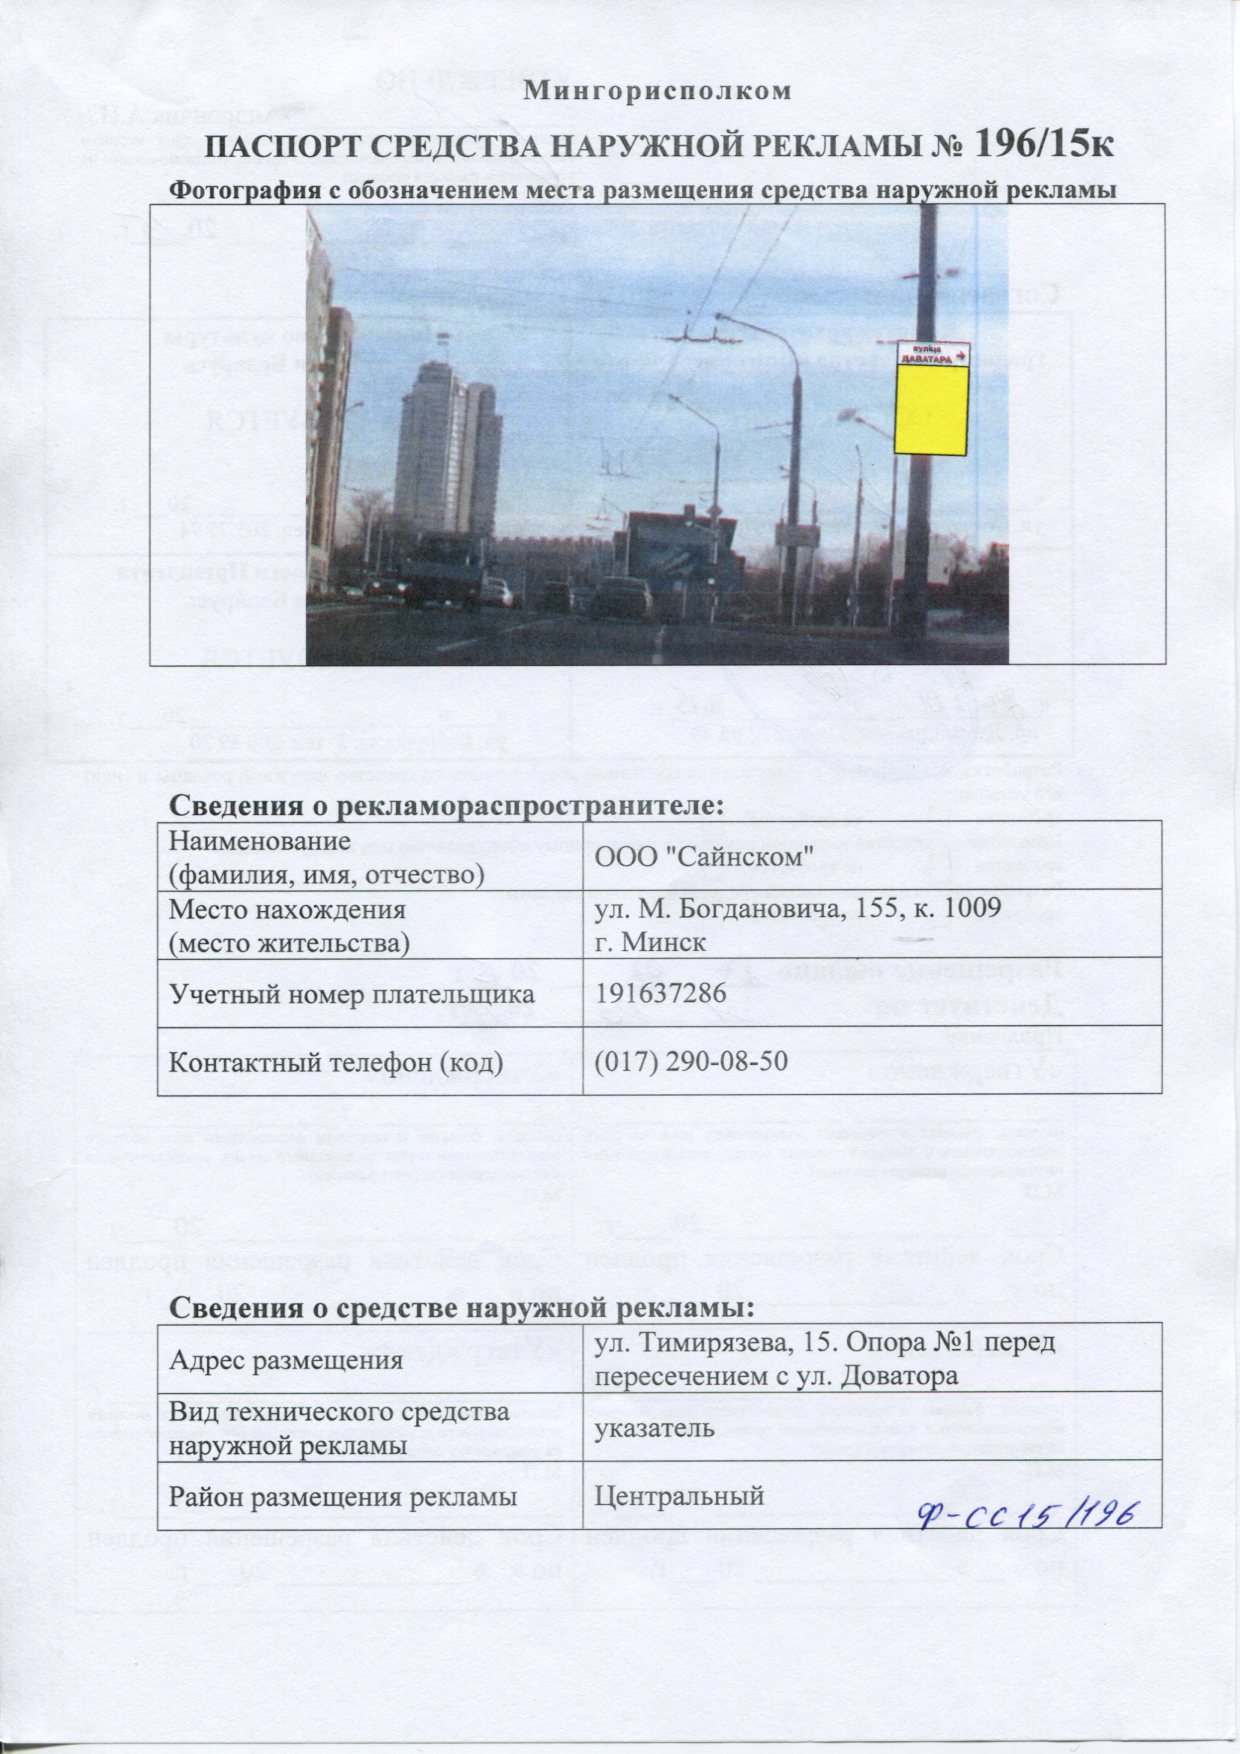 Мингорисполком
ПАСПОРТ СРЕДСТВА НАРУЖНОЙ РЕКЛАМЫ № 196/15к
Фотография с обозначением места размещения средства наружной рекламы
вуліца
ДАВАТАРА →
Сведения о рекламораспространителе:
Наименование
(фамилия, имя, отчество)
ООО "Сайнском"
Место нахождения
(место жительства)
ул. М. Богдановича, 155, к. 1009
г. Минск
Учетный номер плательщика
191637286
Контактный телефон (код)
(017) 290-08-50
Сведения о средстве наружной рекламы:
Адрес размещения
ул. Тимирязева, 15. Опора №1 перед
пересечением с ул. Доватора
Вид технического средства
наружной рекламы
указатель
Район размещения рекламы
Центральный
Ф-СС15/196